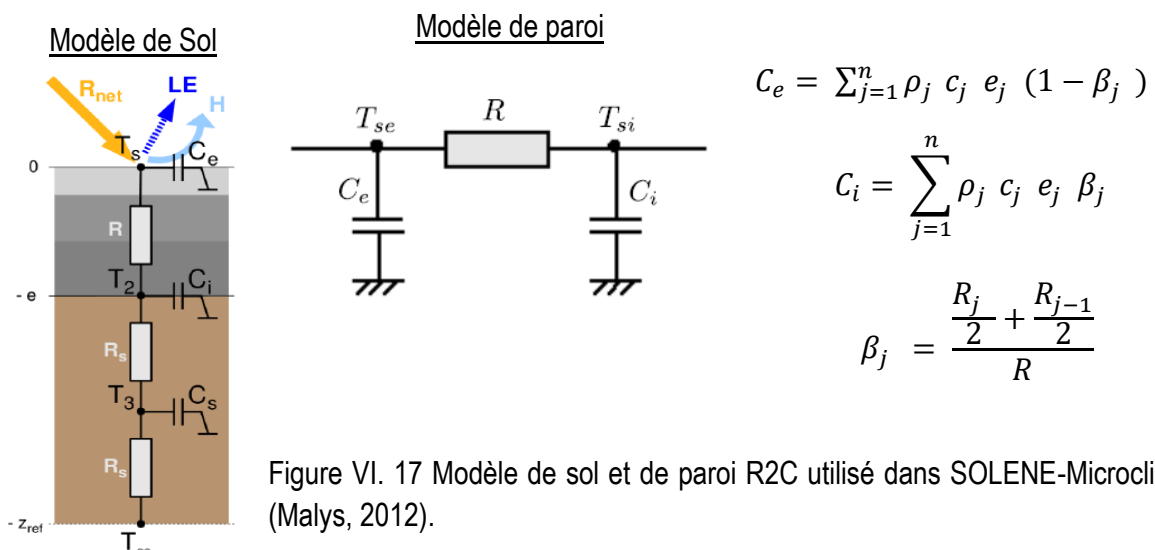 Modèle de Sol
Modèle de paroi
R_net
LE
H
T_s
C_e
0
R
T_2
C_i
- e
R_s
T_3
C_s
R_s
- z_ref
T_∞
T_se
R
T_si
C_e
C_i
C_e = ∑_{j=1}^{n} ρ_j c_j e_j (1 − β_j )
C_i = ∑_{j=1}^{n} ρ_j c_j e_j β_j
β_j = (R_j/2 + R_{j−1}/2) / R
Figure VI. 17 Modèle de sol et de paroi R2C utilisé dans SOLENE-Microcli
(Malys, 2012).